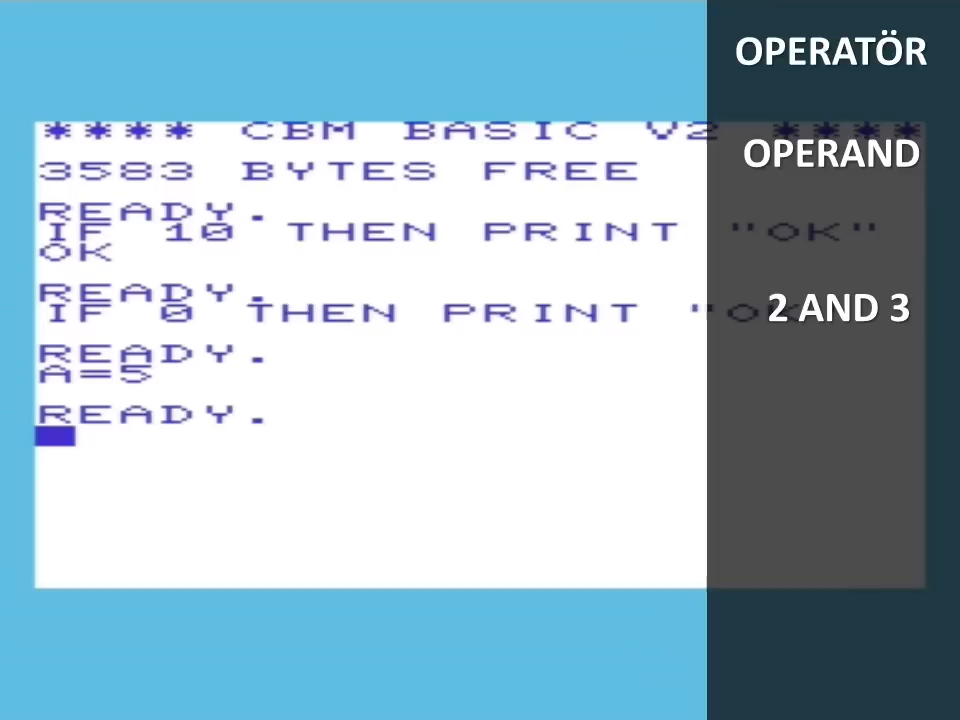 **** CBM BASIC V2 ****
3583 BYTES FREE
READY.
IF 10 THEN PRINT "OK"
OK
READY.
IF 0 THEN PRINT "OK
READY.
A=5
READY.
OPERATÖR
OPERAND
2 AND 3